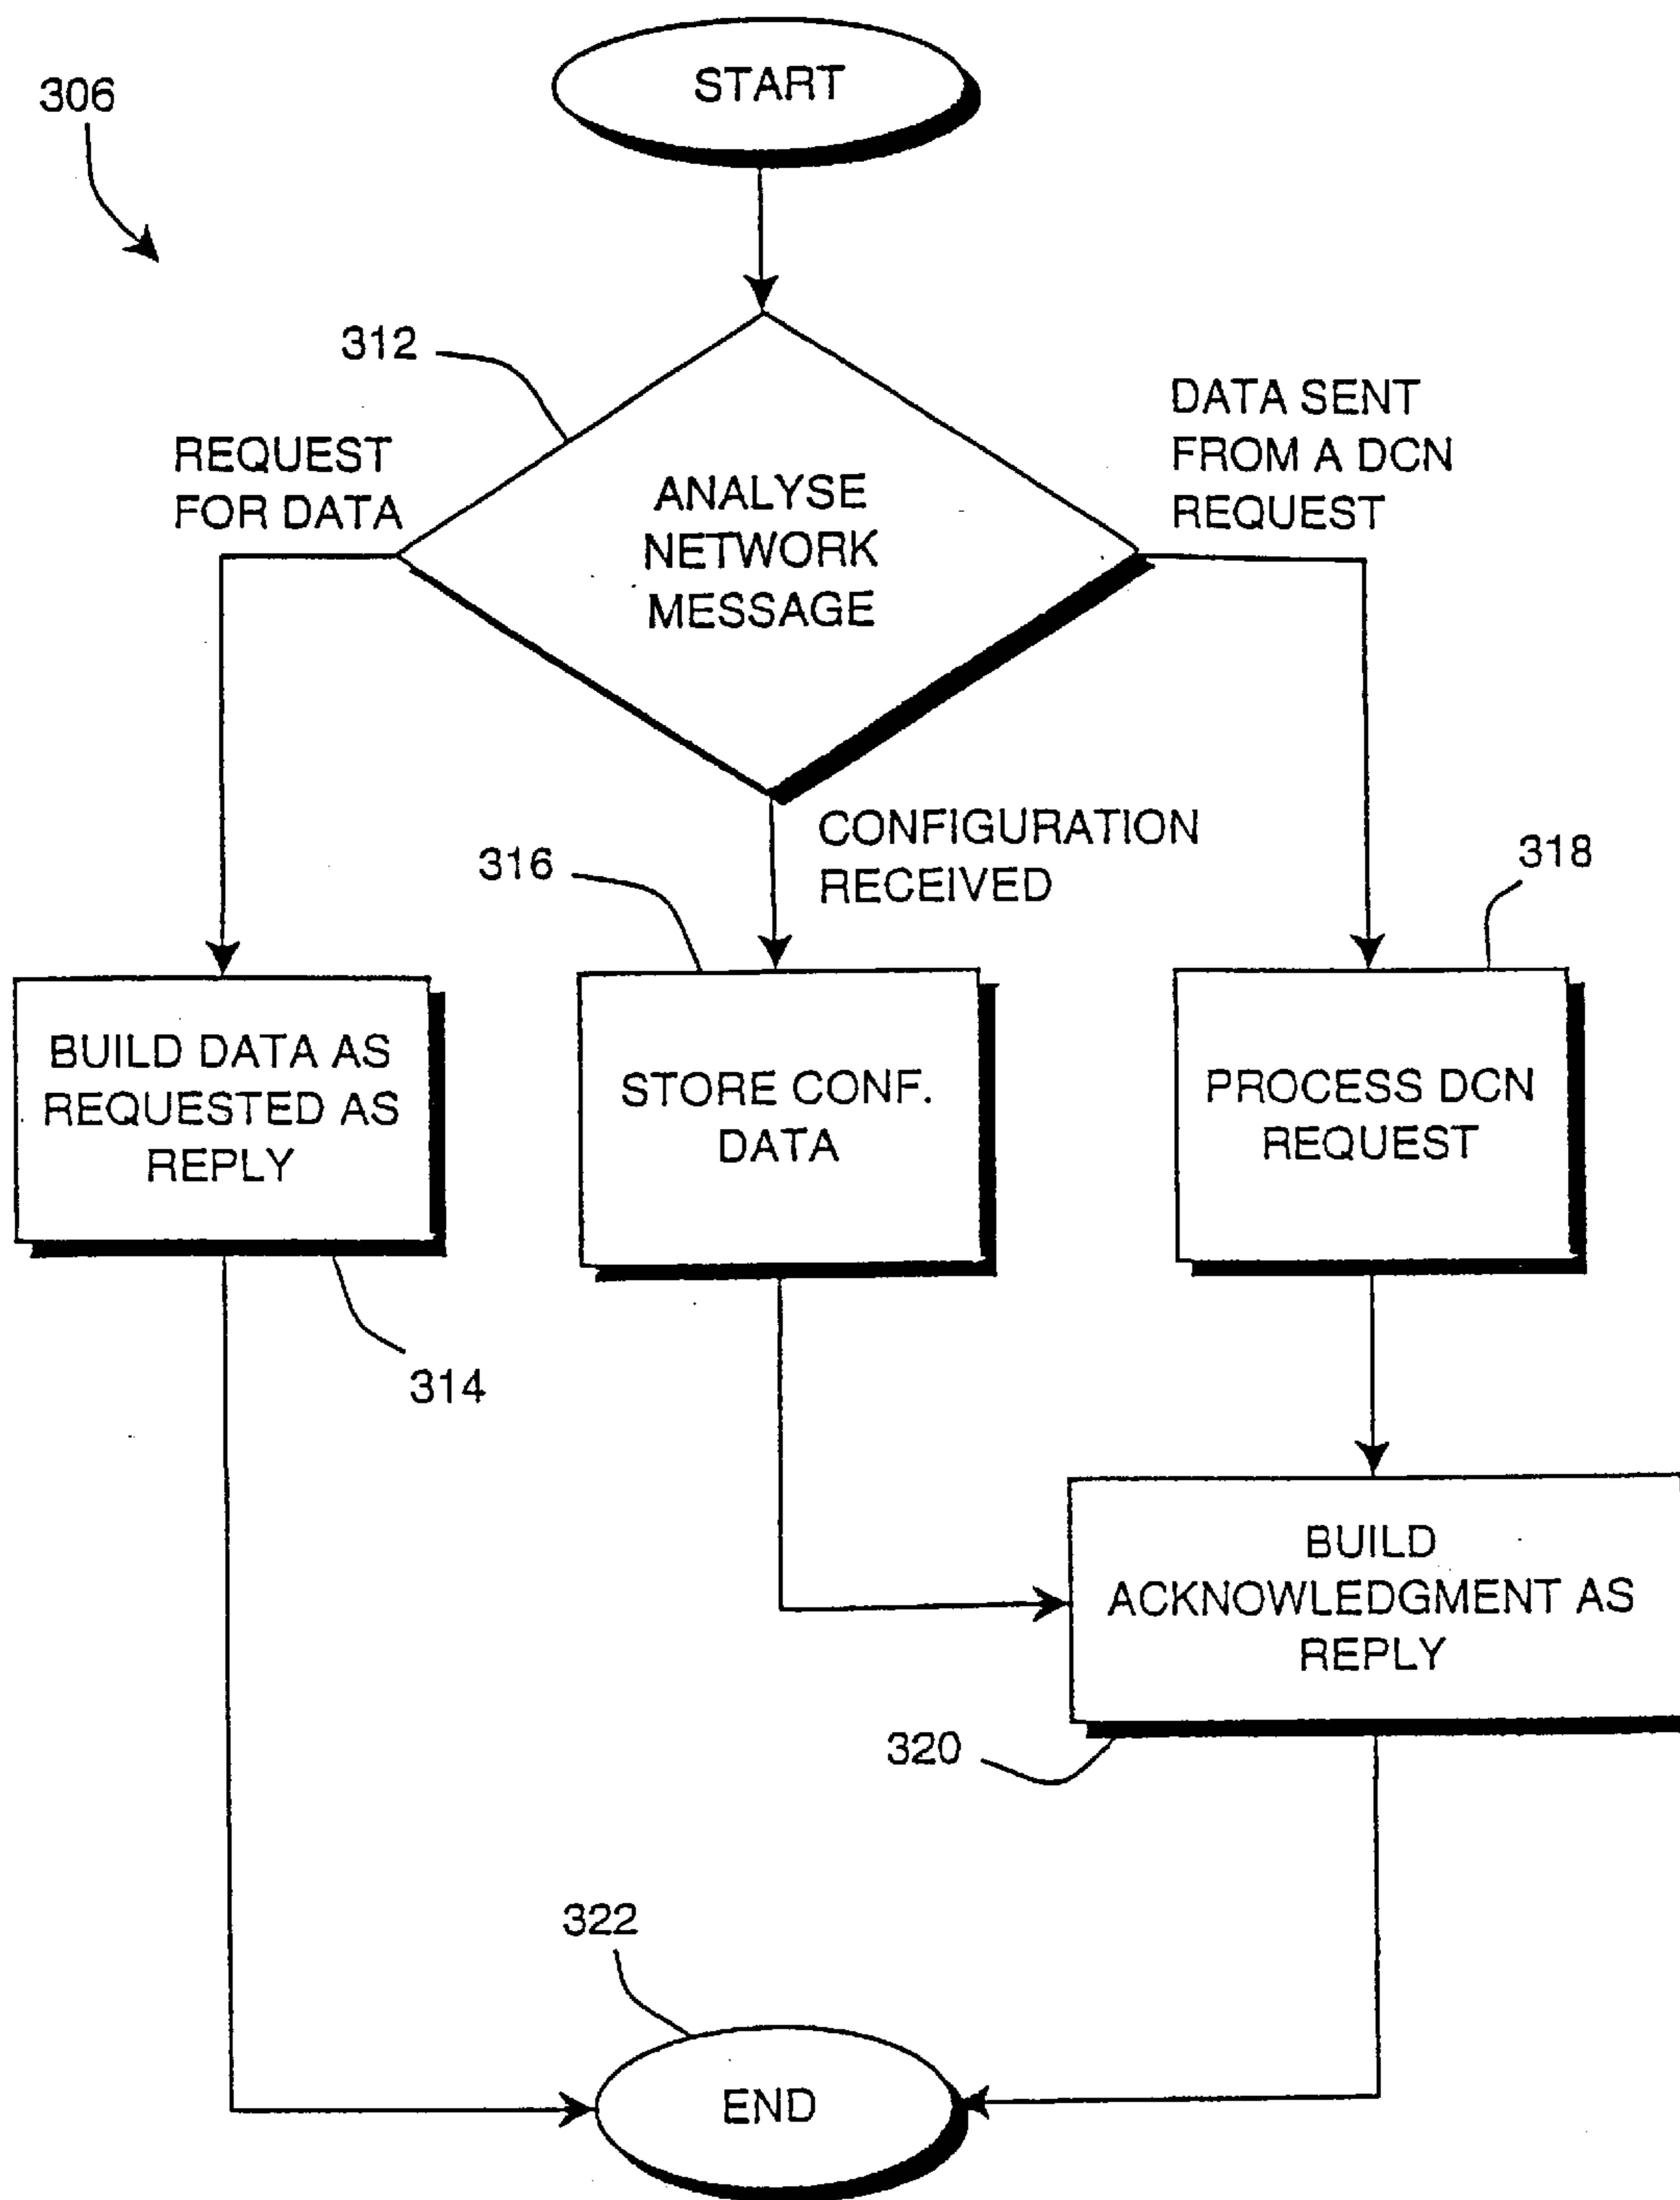 START
306
312
REQUEST
FOR DATA
ANALYSE
NETWORK
MESSAGE
DATA SENT
FROM A DCN
REQUEST
CONFIGURATION
RECEIVED
316
318
BUILD DATA AS
REQUESTED AS
REPLY
STORE CONF.
DATA
PROCESS DCN
REQUEST
314
BUILD
ACKNOWLEDGMENT AS
REPLY
320
322
END